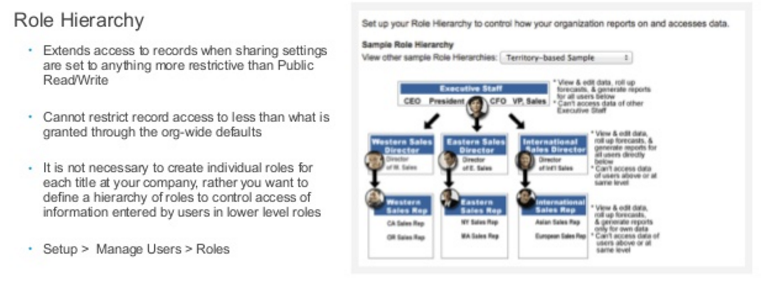 Role Hierarchy
• Extends access to records when sharing settings
are set to anything more restrictive than Public
Read/Write
• Cannot restrict record access to less than what is
granted through the org-wide defaults
• It is not necessary to create individual roles for
each title at your company, rather you want to
define a hierarchy of roles to control access of
information entered by users in lower level roles
• Setup > Manage Users > Roles
Set up your Role Hierarchy to control how your organization reports on and accesses data.
Sample Role Hierarchy
View other sample Role Hierarchies: Territory-based Sample
Executive Staff
CEO President CFO VP, Sales
* View & edit data, roll up
forecasts, & generate reports
for all users below
* Can't access data of other
Executive Staff
Western Sales
Director
Director
of W. Sales
Eastern Sales
Director
Director
of E. Sales
International
Sales Director
Director
of Int'l Sales
* View & edit data,
roll up forecasts, &
generate reports for
all users directly
below
* Can't access data
of users above or at
same level
Western
Sales Rep
CA Sales Rep
OR Sales Rep
Eastern
Sales Rep
NY Sales Rep
MA Sales Rep
International
Sales Rep
Asian Sales Rep
European Sales Rep
* View & edit data,
roll up forecasts,
& generate reports
only for own data
* Can't access data of
users above or at
same level